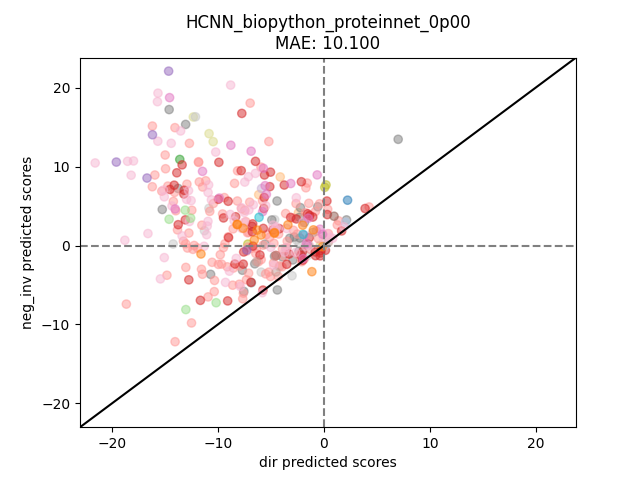 HCNN_biopython_proteinnet_0p00
MAE: 10.100
neg_inv predicted scores
20
10
0
−10
−20
−20
−10
0
10
20
dir predicted scores